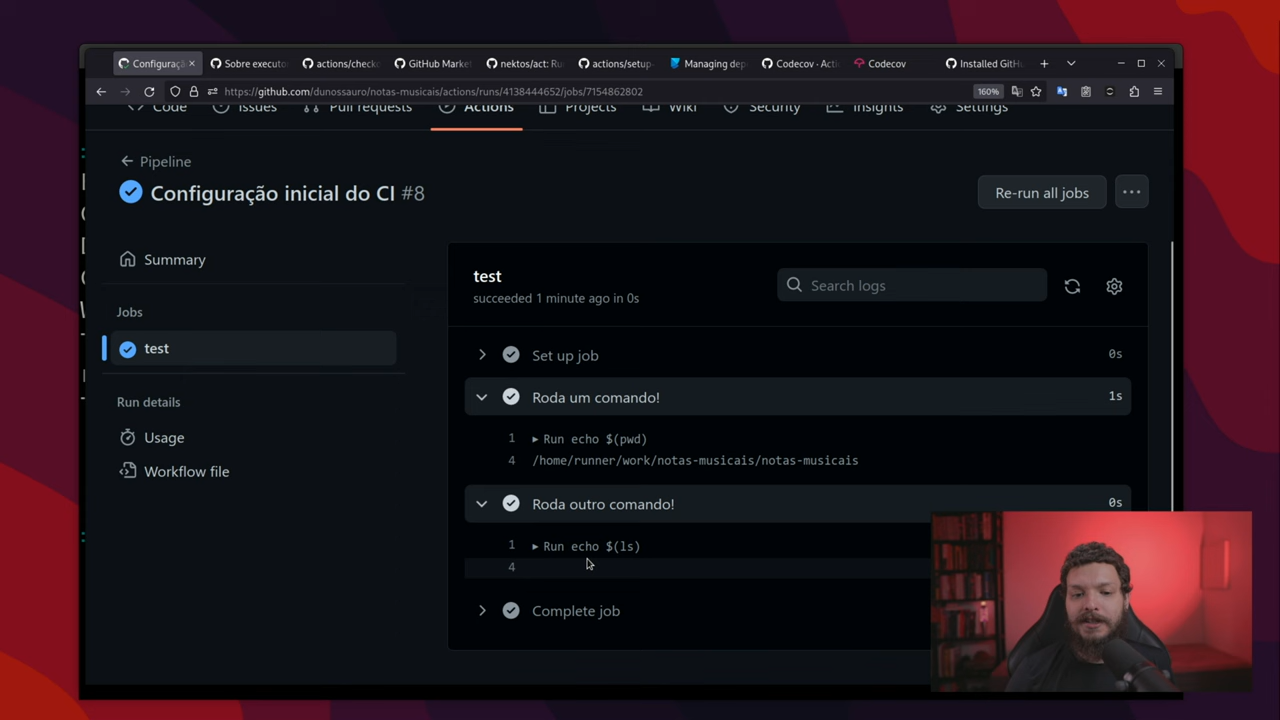 Configuraçã
Sobre executo
actions/checko
GitHub Market
nektos/act: Ru
actions/setup-
Managing dep
Codecov · Acti
Codecov
Installed GitHu
https://github.com/dunossauro/notas-musicais/actions/runs/4138444652/jobs/7154862802
160%
Code
Issues
Pull requests
Actions
Projects
Wiki
Security
Insights
Settings
Pipeline
Configuração inicial do CI #8
Re-run all jobs
Summary
Jobs
test
Run details
Usage
Workflow file
test
succeeded 1 minute ago in 0s
Search logs
Set up job
0s
Roda um comando!
1s
1 Run echo $(pwd)
4 /home/runner/work/notas-musicais/notas-musicais
Roda outro comando!
0s
1 Run echo $(ls)
4
Complete job